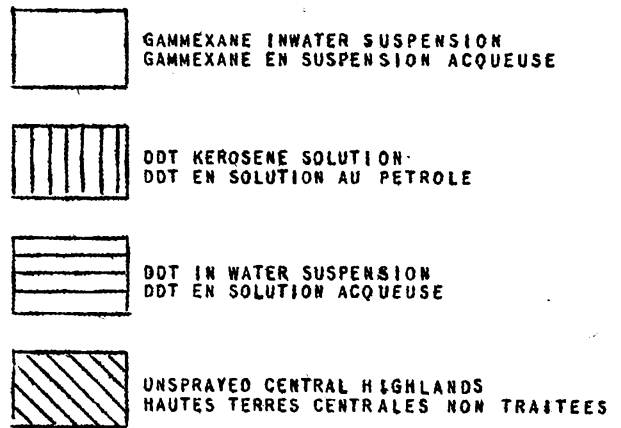 GAMMEXANE INWATER SUSPENSION
GAMMEXANE EN SUSPENSION ACQUEUSE
DDT KEROSENE SOLUTION
DDT EN SOLUTION AU PETROLE
DDT IN WATER SUSPENSION
DDT EN SOLUTION ACQUEUSE
UNSPRAYED CENTRAL HIGHLANDS
HAUTES TERRES CENTRALES NON TRAITEES